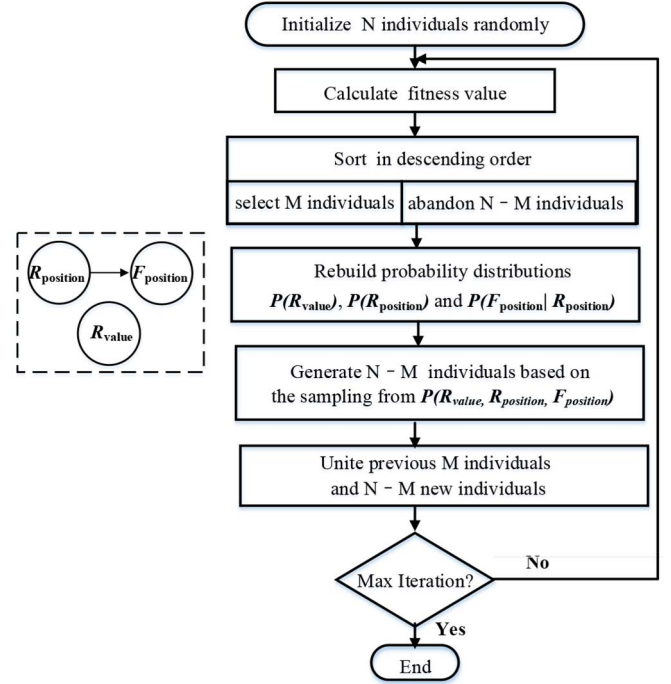 Initialize N individuals randomly
Calculate fitness value
Sort in descending order
select M individuals
abandon N - M individuals
Rebuild probability distributions
P(Rvalue), P(Rposition) and P(Fposition| Rposition)
Generate N - M individuals based on
the sampling from P(Rvalue, Rposition, Fposition)
Unite previous M individuals
and N - M new individuals
Max Iteration?
No
Yes
End
Rposition
Fposition
Rvalue